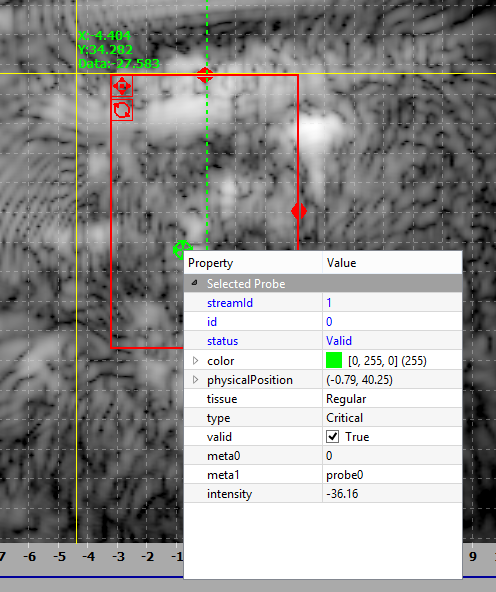 X: -4.404
Y:34.282
Data: 27.583
Property Value
Selected Probe
streamId 1
id 0
status Valid
color [0, 255, 0] (255)
physicalPosition (-0.79, 40.25)
tissue Regular
type Critical
valid True
meta0 0
meta1 probe0
intensity -36.16
7 -6 -5 -4 -3 -2 -1 9 10